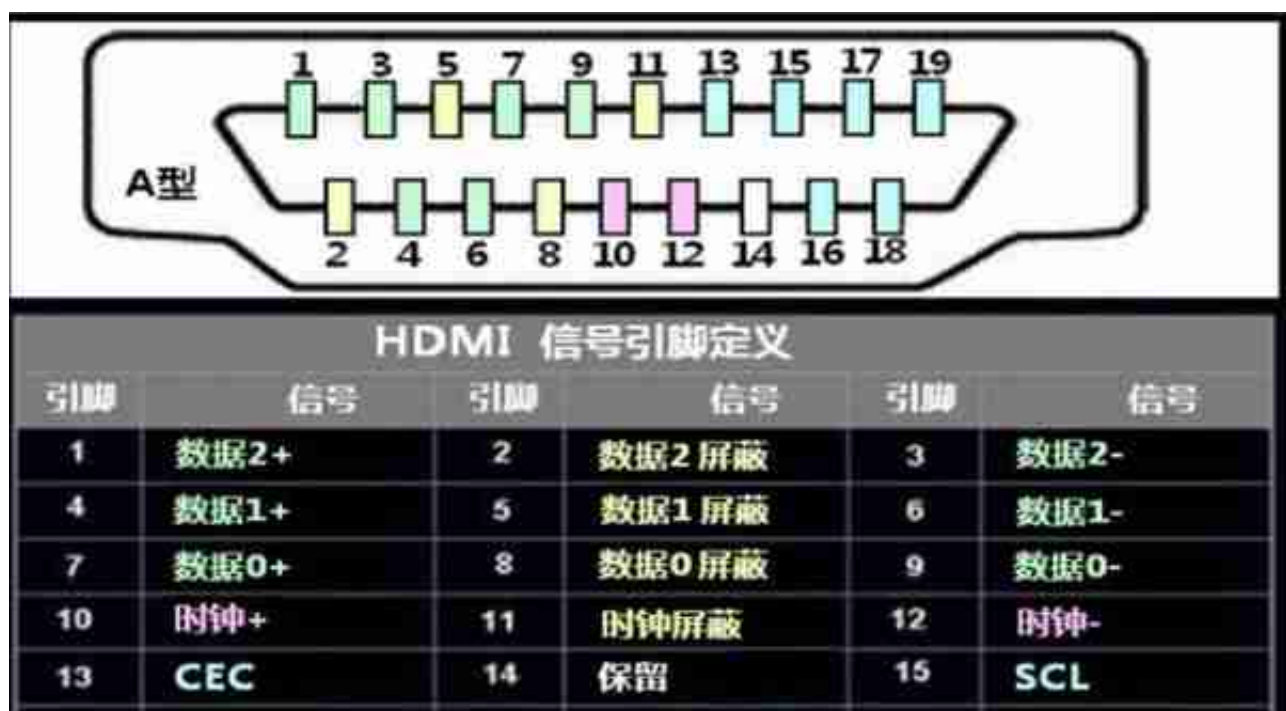 1 3 5 7 9 11 13 15 17 19
A型
2 4 6 8 10 12 14 16 18
HDMI 信号引脚定义
引脚 信号 引脚 信号 引脚 信号
1 数据2+ 2 数据2屏蔽 3 数据2-
4 数据1+ 5 数据1屏蔽 6 数据1-
7 数据0+ 8 数据0屏蔽 9 数据0-
10 时钟+ 11 时钟屏蔽 12 时钟-
13 CEC 14 保留 15 SCL